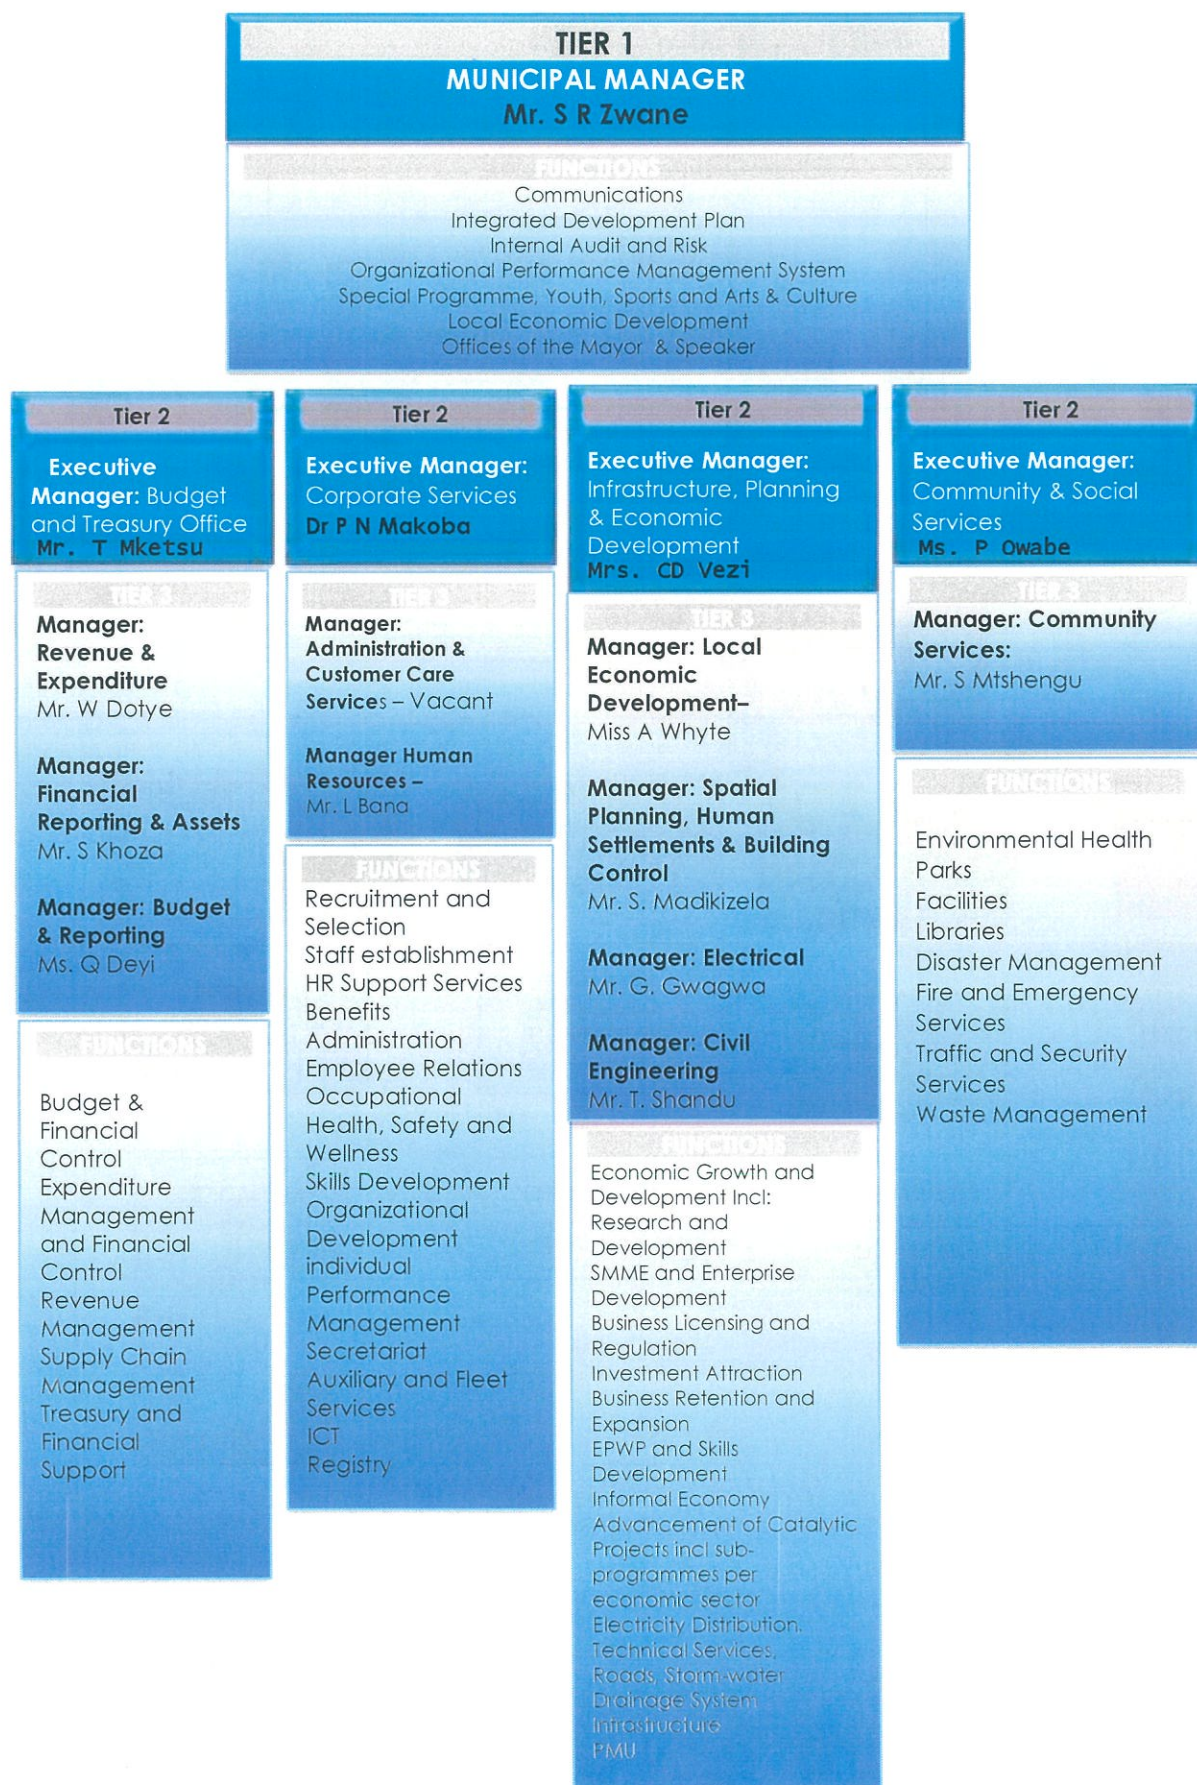 TIER 1
MUNICIPAL MANAGER
Mr. S R Zwane
FUNCTIONS
Communications
Integrated Development Plan
Internal Audit and Risk
Organizational Performance Management System
Special Programme, Youth, Sports and Arts & Culture
Local Economic Development
Offices of the Mayor & Speaker
Tier 2
Executive
Manager: Budget
and Treasury Office
Mr. T Mketsu
TIER 3
Manager:
Revenue &
Expenditure
Mr. W Dotye
Manager:
Financial
Reporting & Assets
Mr. S Khoza
Manager: Budget
& Reporting
Ms. Q Deyi
FUNCTIONS
Budget &
Financial
Control
Expenditure
Management
and Financial
Control
Revenue
Management
Supply Chain
Management
Treasury and
Financial
Support
Tier 2
Executive Manager:
Corporate Services
Dr P N Makoba
TIER 3
Manager:
Administration &
Customer Care
Services – Vacant
Manager Human
Resources –
Mr. L Bana
FUNCTIONS
Recruitment and
Selection
Staff establishment
HR Support Services
Benefits
Administration
Employee Relations
Occupational
Health, Safety and
Wellness
Skills Development
Organizational
Development
individual
Performance
Management
Secretariat
Auxiliary and Fleet
Services
ICT
Registry
Tier 2
Executive Manager:
Infrastructure, Planning
& Economic
Development
Mrs. CD Vezi
TIER 3
Manager: Local
Economic
Development–
Miss A Whyte
Manager: Spatial
Planning, Human
Settlements & Building
Control
Mr. S. Madikizela
Manager: Electrical
Mr. G. Gwagwa
Manager: Civil
Engineering
Mr. T. Shandu
FUNCTIONS
Economic Growth and
Development Incl:
Research and
Development
SMME and Enterprise
Development
Business Licensing and
Regulation
Investment Attraction
Business Retention and
Expansion
EPWP and Skills
Development
Informal Economy
Advancement of Catalytic
Projects incl sub-
programmes per
economic sector
Electricity Distribution.
Technical Services,
Roads, Storm-water
Drainage System
Infrastructure
PMU
Tier 2
Executive Manager:
Community & Social
Services
Ms. P Owabe
TIER 3
Manager: Community
Services:
Mr. S Mtshengu
FUNCTIONS
Environmental Health
Parks
Facilities
Libraries
Disaster Management
Fire and Emergency
Services
Traffic and Security
Services
Waste Management